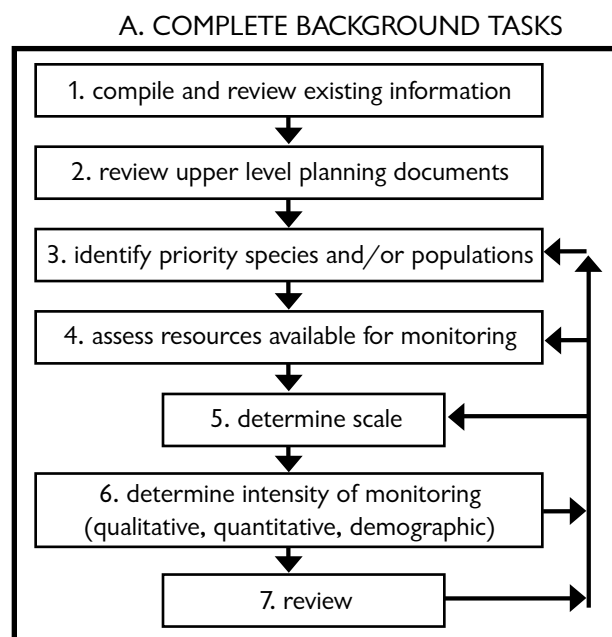 A. COMPLETE BACKGROUND TASKS
1. compile and review existing information
2. review upper level planning documents
3. identify priority species and/or populations
4. assess resources available for monitoring
5. determine scale
6. determine intensity of monitoring
(qualitative, quantitative, demographic)
7. review